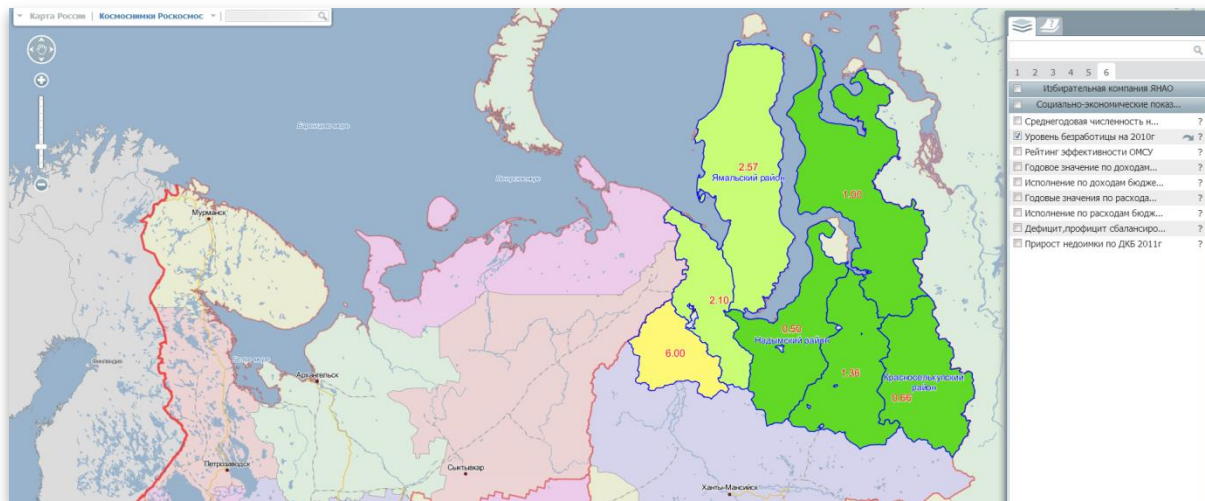 Карта России | Космоснимки Роскосмос
1 2 3 4 5 6
Избирательная компания ЯНАО
Социально-экономические показ...
Среднегодовая численность н... ?
Уровень безработицы на 2010г ?
Рейтинг эффективности ОМСУ ?
Годовое значение по доходам... ?
Исполнение по доходам бюдже... ?
Годовые значения по расхода... ?
Исполнение по расходам бюдж... ?
Дефицит,профицит сбалансиро... ?
Прирост недоимки по ДКБ 2011г ?
Баренцево море
Печорское море
2.57
Ямальский район
1.90
Мурманск
2.10
0.50
Надымский район
6.00
1.36
Красноселькупский
район
0.66
Финляндия
Белое море
Архангельск
Петрозаводск
Сыктывкар
Ханты-Мансийск